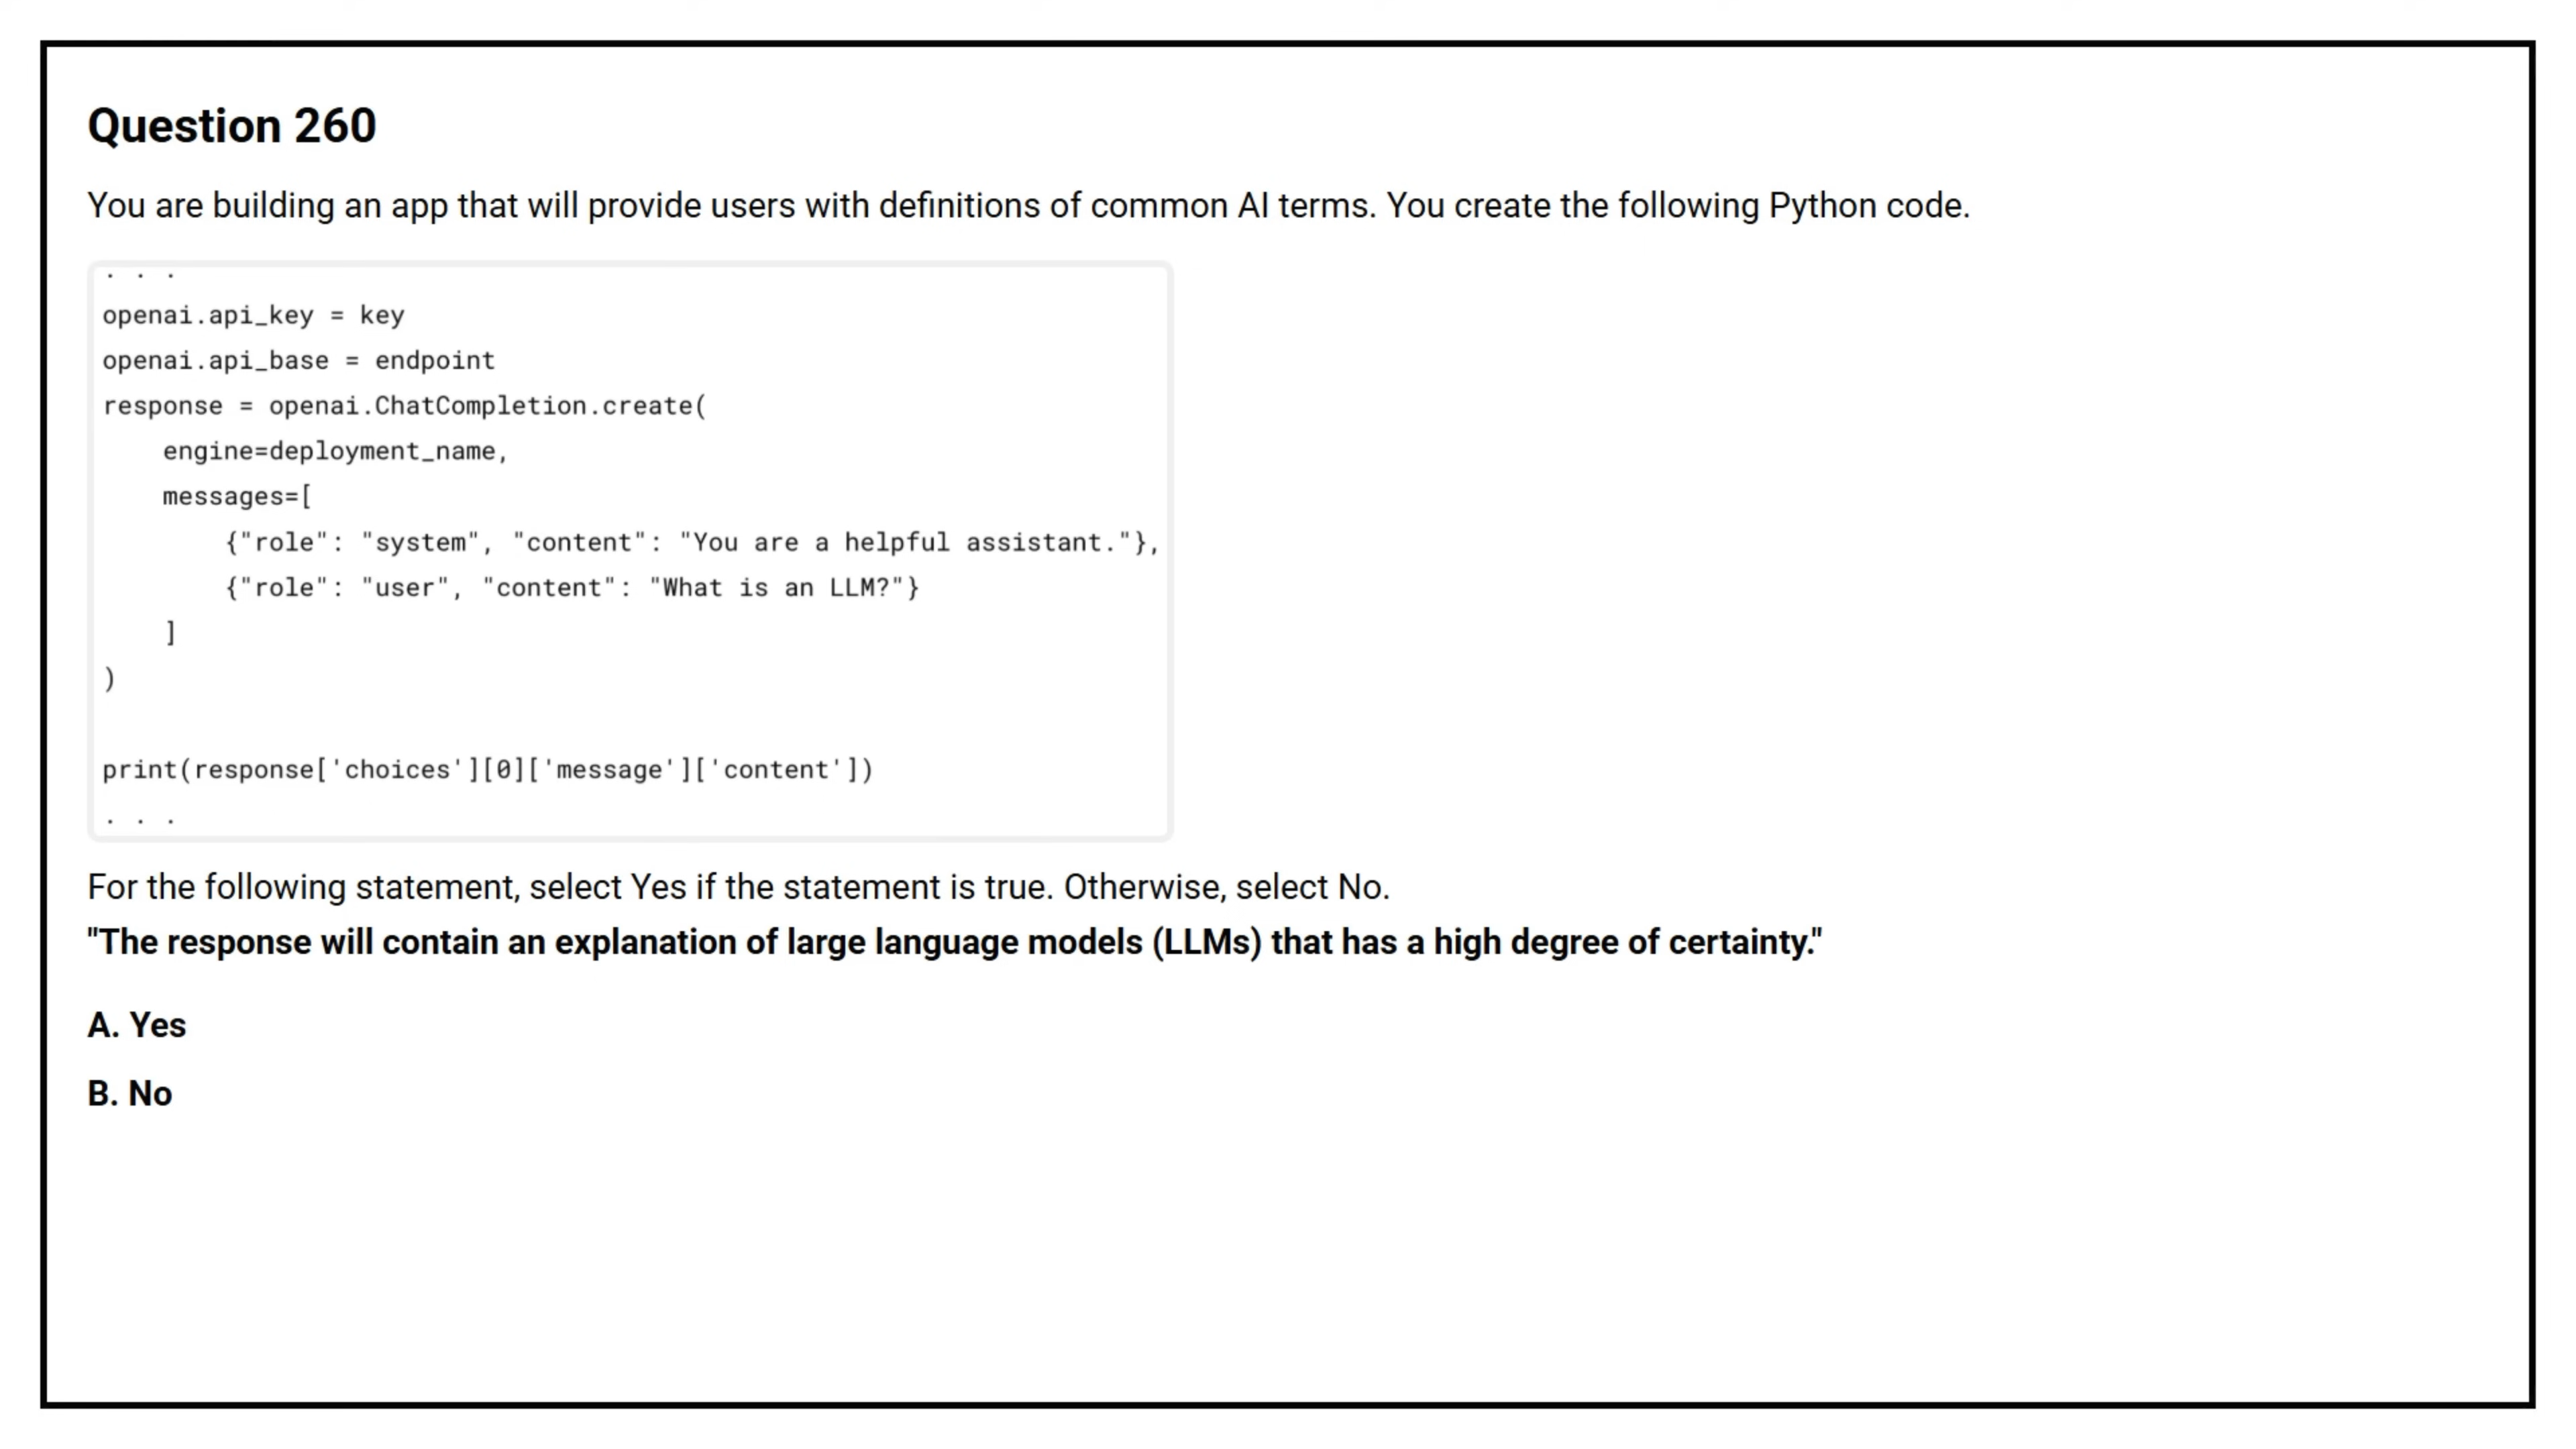 Question 260
You are building an app that will provide users with definitions of common AI terms. You create the following Python code.
. . .
openai.api_key = key
openai.api_base = endpoint
response = openai.ChatCompletion.create(
    engine=deployment_name,
    messages=[
        {"role": "system", "content": "You are a helpful assistant."},
        {"role": "user", "content": "What is an LLM?"}
    ]
)
print(response['choices'][0]['message']['content'])
. . .
For the following statement, select Yes if the statement is true. Otherwise, select No.
"The response will contain an explanation of large language models (LLMs) that has a high degree of certainty."
A. Yes
B. No